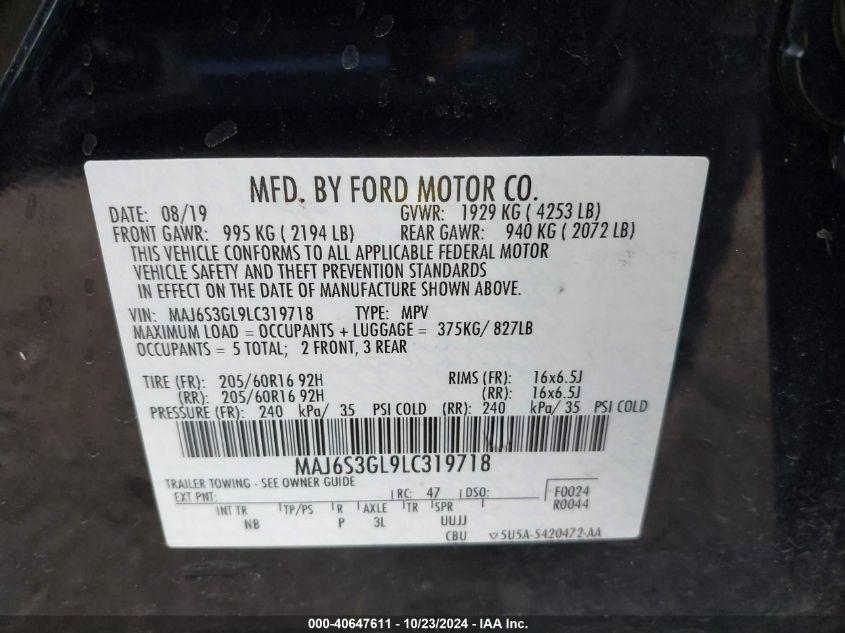 MFD. BY FORD MOTOR CO.
DATE: 08/19 GVWR: 1929 KG ( 4253 LB)
FRONT GAWR: 995 KG ( 2194 LB) REAR GAWR: 940 KG ( 2072 LB)
THIS VEHICLE CONFORMS TO ALL APPLICABLE FEDERAL MOTOR
VEHICLE SAFETY AND THEFT PREVENTION STANDARDS
IN EFFECT ON THE DATE OF MANUFACTURE SHOWN ABOVE.
VIN: MAJ6S3GL9LC319718 TYPE: MPV
MAXIMUM LOAD = OCCUPANTS + LUGGAGE = 375KG/ 827LB
OCCUPANTS = 5 TOTAL; 2 FRONT, 3 REAR
TIRE (FR): 205/60R16 92H RIMS (FR): 16x6.5J
(RR): 205/60R16 92H (RR): 16x6.5J
PRESSURE (FR): 240 kPa/ 35 PSI COLD (RR): 240 kPa/ 35 PSI COLD
MAJ6S3GL9LC319718
TRAILER TOWING - SEE OWNER GUIDE
EXT PNT: RC: 47 DSO: F0024
R0044
INT TR TP/PS R AXLE TR SPR
NB P 3L UUJJ
CBU 5U5A-5420472-AA
000-40647611 - 10/23/2024 - IAA Inc.